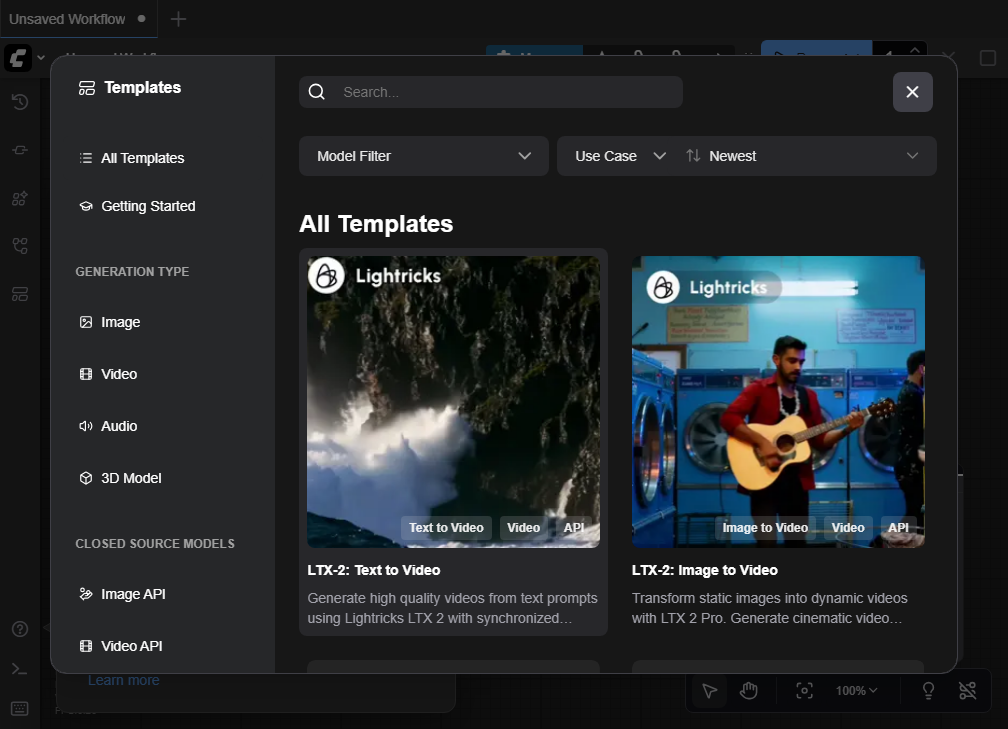 Unsaved Workflow
Templates
Search...
All Templates
Getting Started
GENERATION TYPE
Image
Video
Audio
3D Model
CLOSED SOURCE MODELS
Image API
Video API
Model Filter
Use Case
Newest
All Templates
Lightricks
Text to Video
Video
API
LTX-2: Text to Video
Generate high quality videos from text prompts
using Lightricks LTX 2 with synchronized...
Lightricks
Image to Video
Video
API
LTX-2: Image to Video
Transform static images into dynamic videos
with LTX 2 Pro. Generate cinematic video...
Learn more
100%